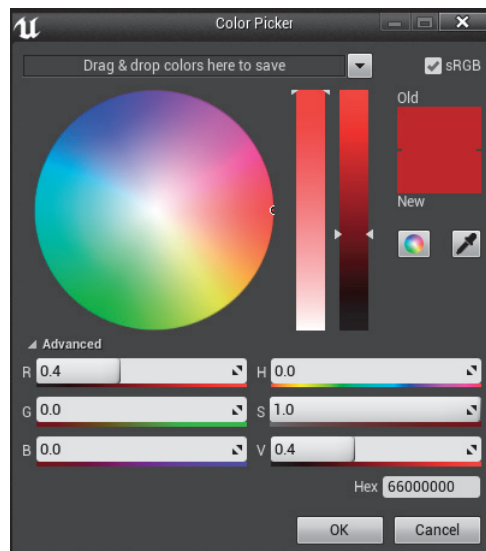 Color Picker
Drag & drop colors here to save
sRGB
Old
New
Advanced
R 0.4 H 0.0
G 0.0 S 1.0
B 0.0 V 0.4
Hex 66000000
OK Cancel